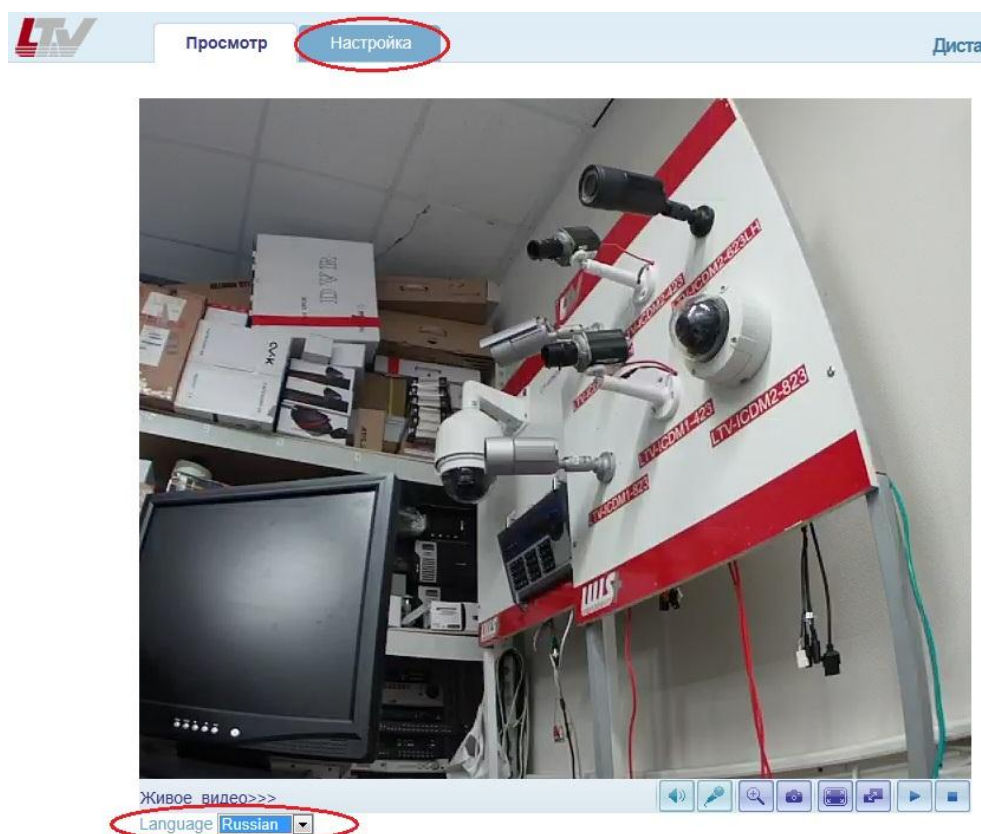 LTV
Просмотр
Настройка
Диста
DVR
LTV-ICDM2-623LH
LTV-ICDM2-423
LTV-ICDM2-823
LTV-ICDM1-423
LTV-ICDM1-823
Живое видео>>>
Language Russian